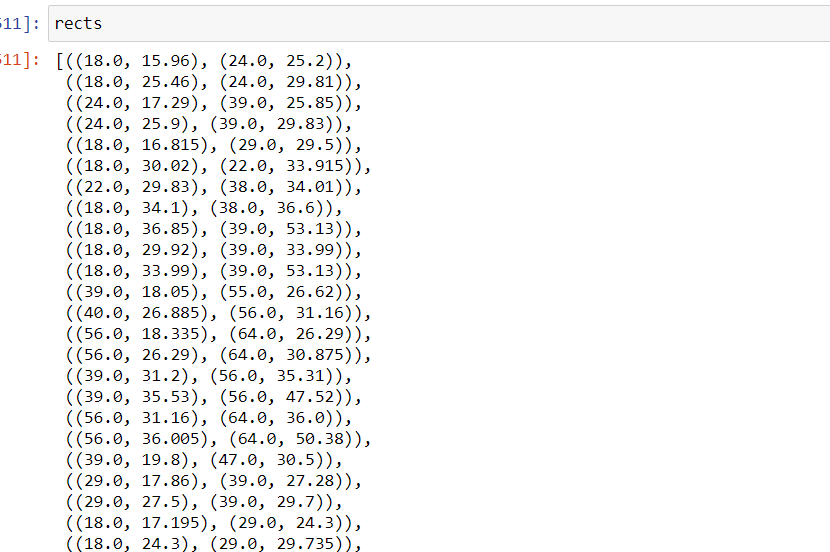 511]: rects
511]: [((18.0, 15.96), (24.0, 25.2)),
((18.0, 25.46), (24.0, 29.81)),
((24.0, 17.29), (39.0, 25.85)),
((24.0, 25.9), (39.0, 29.83)),
((18.0, 16.815), (29.0, 29.5)),
((18.0, 30.02), (22.0, 33.915)),
((22.0, 29.83), (38.0, 34.01)),
((18.0, 34.1), (38.0, 36.6)),
((18.0, 36.85), (39.0, 53.13)),
((18.0, 29.92), (39.0, 33.99)),
((18.0, 33.99), (39.0, 53.13)),
((39.0, 18.05), (55.0, 26.62)),
((40.0, 26.885), (56.0, 31.16)),
((56.0, 18.335), (64.0, 26.29)),
((56.0, 26.29), (64.0, 30.875)),
((39.0, 31.2), (56.0, 35.31)),
((39.0, 35.53), (56.0, 47.52)),
((56.0, 31.16), (64.0, 36.0)),
((56.0, 36.005), (64.0, 50.38)),
((39.0, 19.8), (47.0, 30.5)),
((29.0, 17.86), (39.0, 27.28)),
((29.0, 27.5), (39.0, 29.7)),
((18.0, 17.195), (29.0, 24.3)),
((18.0, 24.3), (29.0, 29.735)),